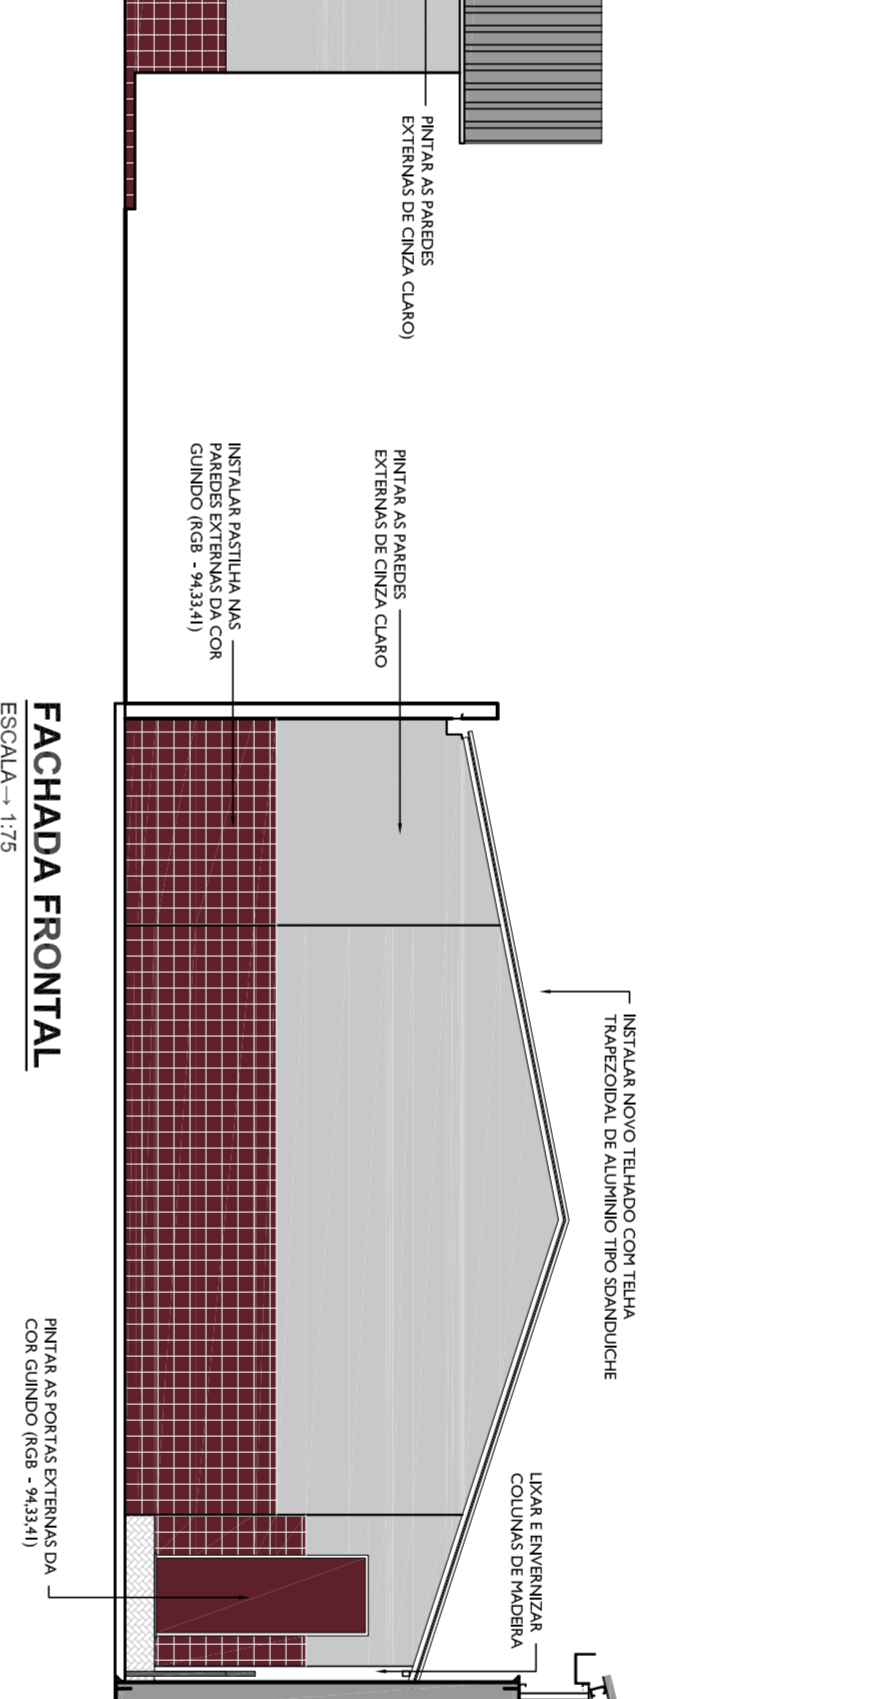 PINTAR AS PAREDES
EXTERNAS DE CINZA CLARO)
PINTAR AS PAREDES
EXTERNAS DE CINZA CLARO
INSTALAR PASTILHA NAS
PAREDES EXTERNAS DA COR
GUINDO (RGB - 94,33,41)
INSTALAR NOVO TELHADO COM TELHA
TRAPEZOIDAL DE ALUMINIO TIPO SDANDUICHE
LIXAR E ENVERNIZAR
COLUNAS DE MADEIRA
PINTAR AS PORTAS EXTERNAS DA
COR GUINDO (RGB - 94,33,41)
FACHADA FRONTAL
ESCALA→ 1:75